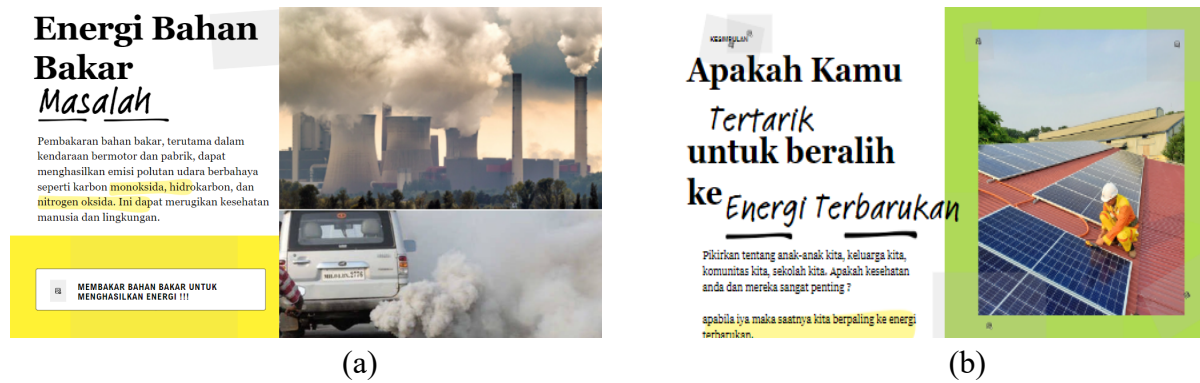 Energi Bahan
Bakar
Masalah
Pembakaran bahan bakar, terutama dalam
kendaraan bermotor dan pabrik, dapat
menghasilkan emisi polutan udara berbahaya
seperti karbon monoksida, hidrokarbon, dan
nitrogen oksida. Ini dapat merugikan kesehatan
manusia dan lingkungan.
MEMBAKAR BAHAN BAKAR UNTUK
MENGHASILKAN ENERGI !!!
(a)
KESIMPULAN
Apakah Kamu
Tertarik
untuk beralih
ke Energi Terbarukan
Pikirkan tentang anak-anak kita, keluarga kita,
komunitas kita, sekolah kita. Apakah kesehatan
anda dan mereka sangat penting ?
apabila iya maka saatnya kita berpaling ke energi
terbarukan.
(b)